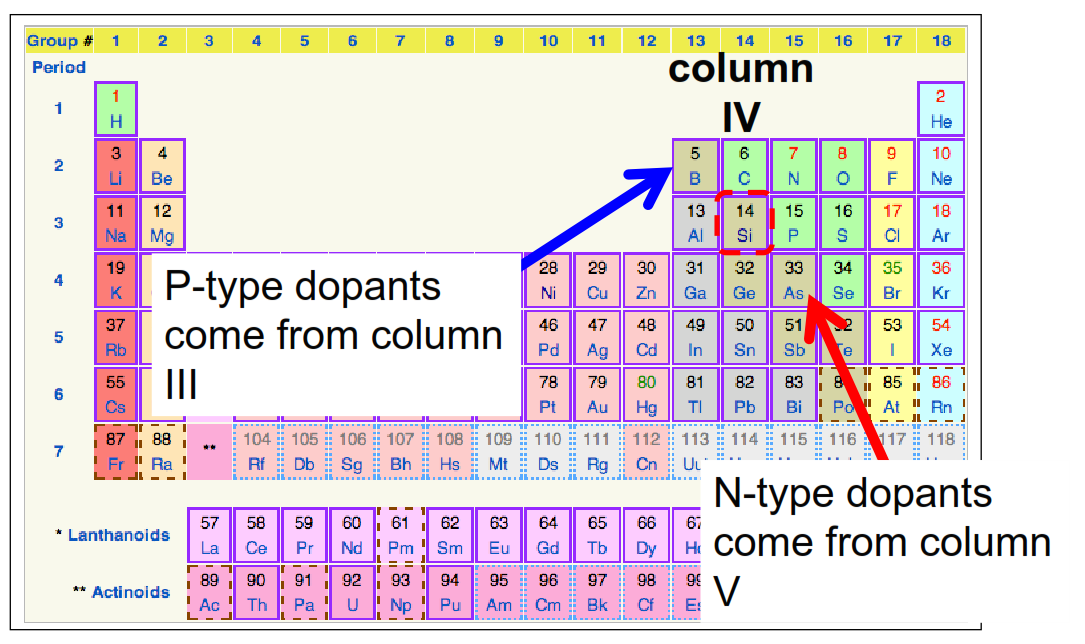 Group # 1 2 3 4 5 6 7 8 9 10 11 12 13 14 15 16 17 18
Period
column
IV
1 1 2
H He
2 3 4 5 6 7 8 9 10
Li Be B C N O F Ne
3 11 12 13 14 15 16 17 18
Na Mg Al Si P S Cl Ar
4 19 28 29 30 31 32 33 34 35 36
K Ni Cu Zn Ga Ge As Se Br Kr
P-type dopants
come from column
III
5 37 46 47 48 49 50 51 52 53 54
Rb Pd Ag Cd In Sn Sb Te I Xe
6 55 78 79 80 81 82 83 85 86
Cs Pt Au Hg Tl Pb Bi Po At Rn
7 87 88 ** 104 105 106 107 108 109 110 111 112 113 114 115 116 117 118
Fr Ra Rf Db Sg Bh Hs Mt Ds Rg Cn
N-type dopants
come from column
V
* Lanthanoids 57 58 59 60 61 62 63 64 65 66 67
La Ce Pr Nd Pm Sm Eu Gd Tb Dy
** Actinoids 89 90 91 92 93 94 95 96 97 98 99
Ac Th Pa U Np Pu Am Cm Bk Cf